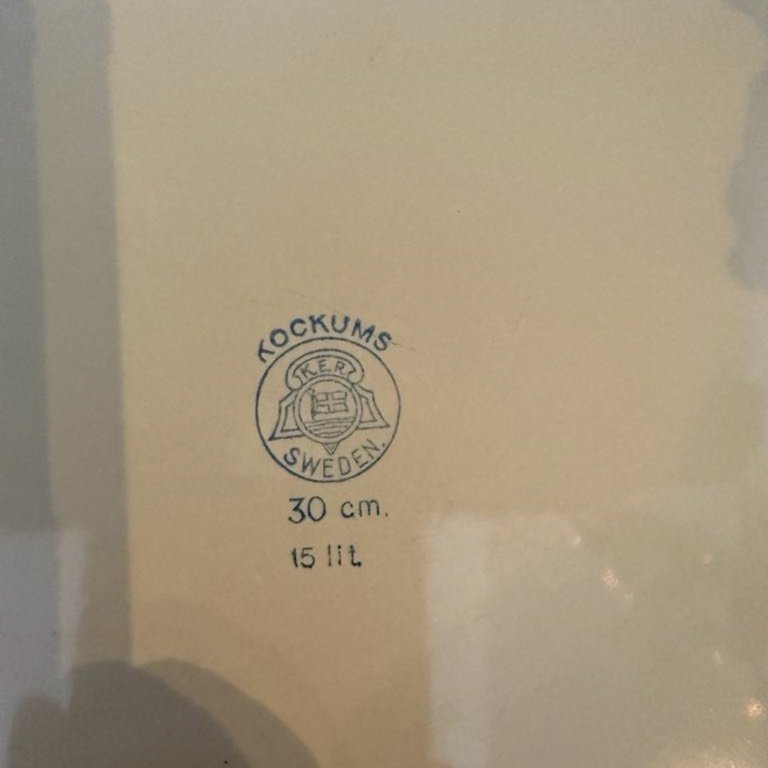 KOCKUMS
K.E.R.
SWEDEN.
30 cm.
15 lit.